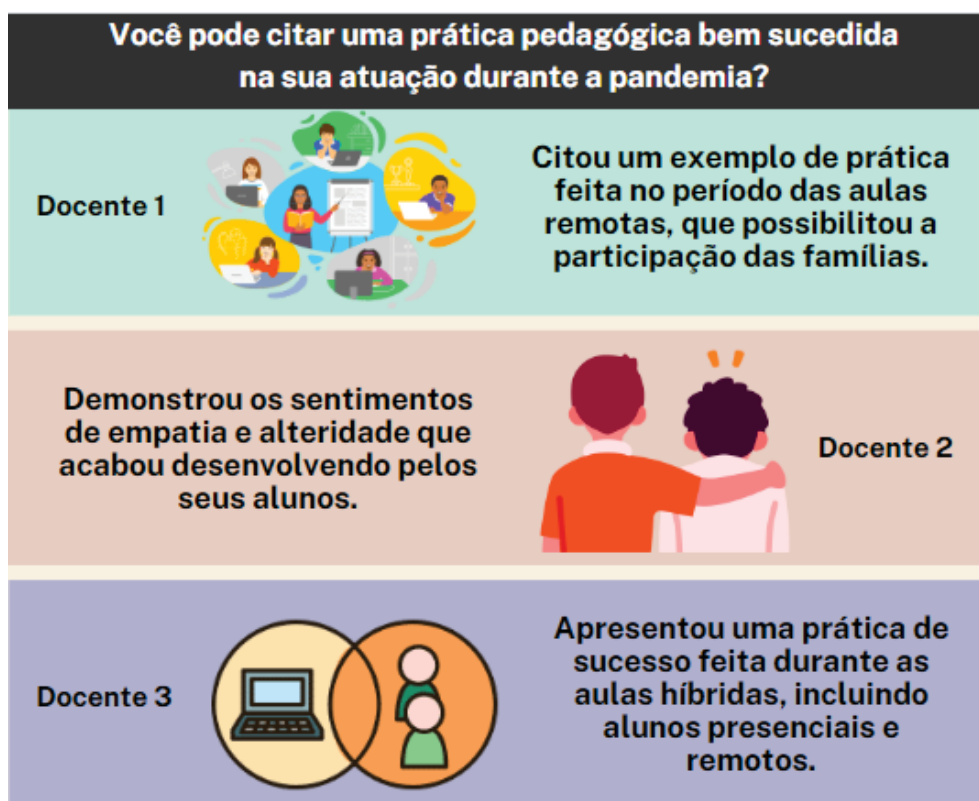 Você pode citar uma prática pedagógica bem sucedida
na sua atuação durante a pandemia?
Docente 1
Citou um exemplo de prática
feita no período das aulas
remotas, que possibilitou a
participação das famílias.
Demonstrou os sentimentos
de empatia e alteridade que
acabou desenvolvendo pelos
seus alunos.
Docente 2
Docente 3
Apresentou uma prática de
sucesso feita durante as
aulas híbridas, incluindo
alunos presenciais e
remotos.